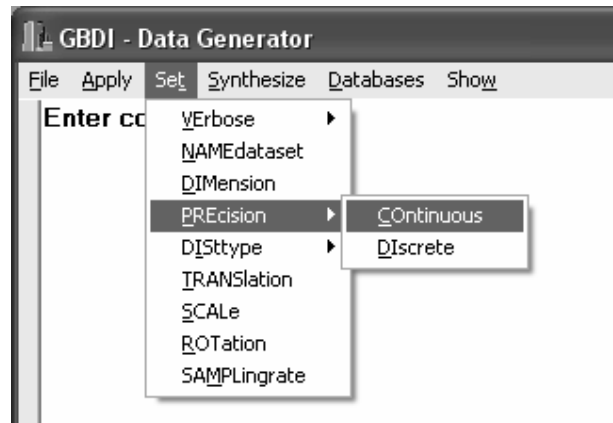 GBDI - Data Generator
File Apply Set Synthesize Databases Show
Enter co
VErbose
NAMEdataset
DIMension
PREcision
COntinuous
DISttype
DIscrete
TRANSlation
SCALe
ROTation
SAMPLingrate